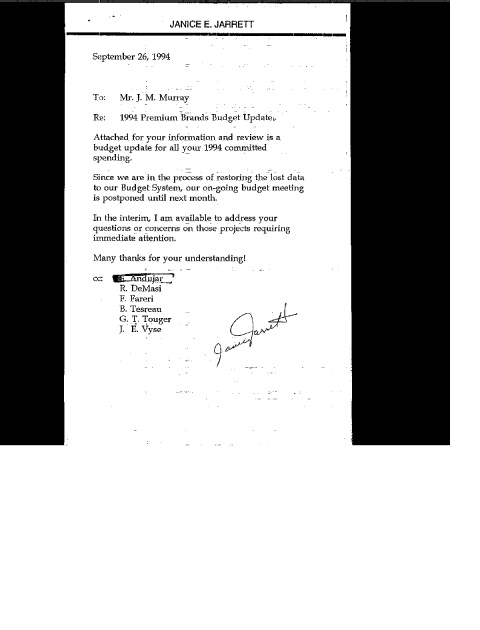 JANICE E. JARRETT
September 26, 1994
To: Mr. J. M. Murray
Re: 1994 Premium Brands Budget Update
Attached for your information and review is a
budget update for all your 1994 committed
spending.
Since we are in the process of restoring the lost data
to our Budget System, our on-going budget meeting
is postponed until next month.
In the interim, I am available to address your
questions or concerns on those projects requiring
immediate attention.
Many thanks for your understanding!
cc: Andujar
R. DeMasi
F. Fareri
B. Tesreau
G. T. Touger
J. E. Vyse
Janice Jarrett